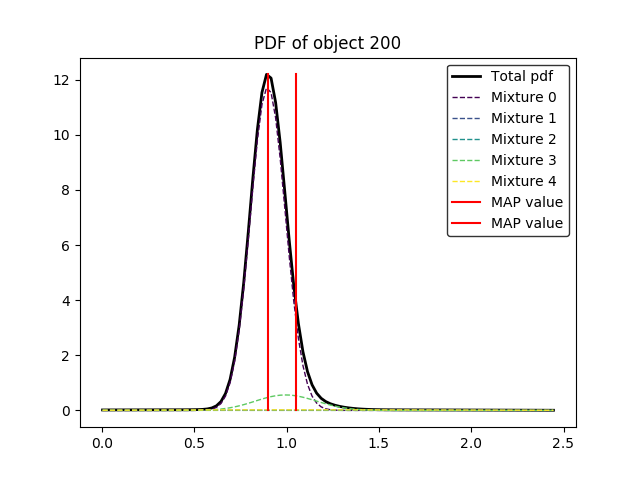 PDF of object 200
Total pdf
Mixture 0
Mixture 1
Mixture 2
Mixture 3
Mixture 4
MAP value
MAP value
12
10
8
6
4
2
0
0.0 0.5 1.0 1.5 2.0 2.5